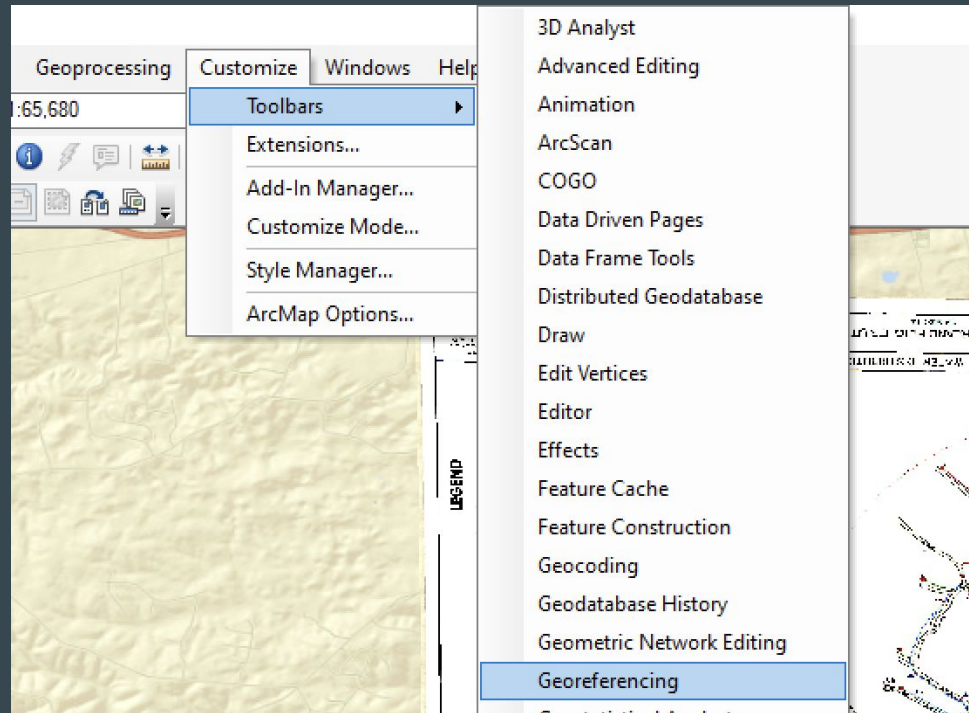 Geoprocessing Customize Windows Help
1:65,680
Toolbars
Extensions...
Add-In Manager...
Customize Mode...
Style Manager...
ArcMap Options...
3D Analyst
Advanced Editing
Animation
ArcScan
COGO
Data Driven Pages
Data Frame Tools
Distributed Geodatabase
Draw
Edit Vertices
Editor
Effects
Feature Cache
Feature Construction
Geocoding
Geodatabase History
Geometric Network Editing
Georeferencing
LEGEND